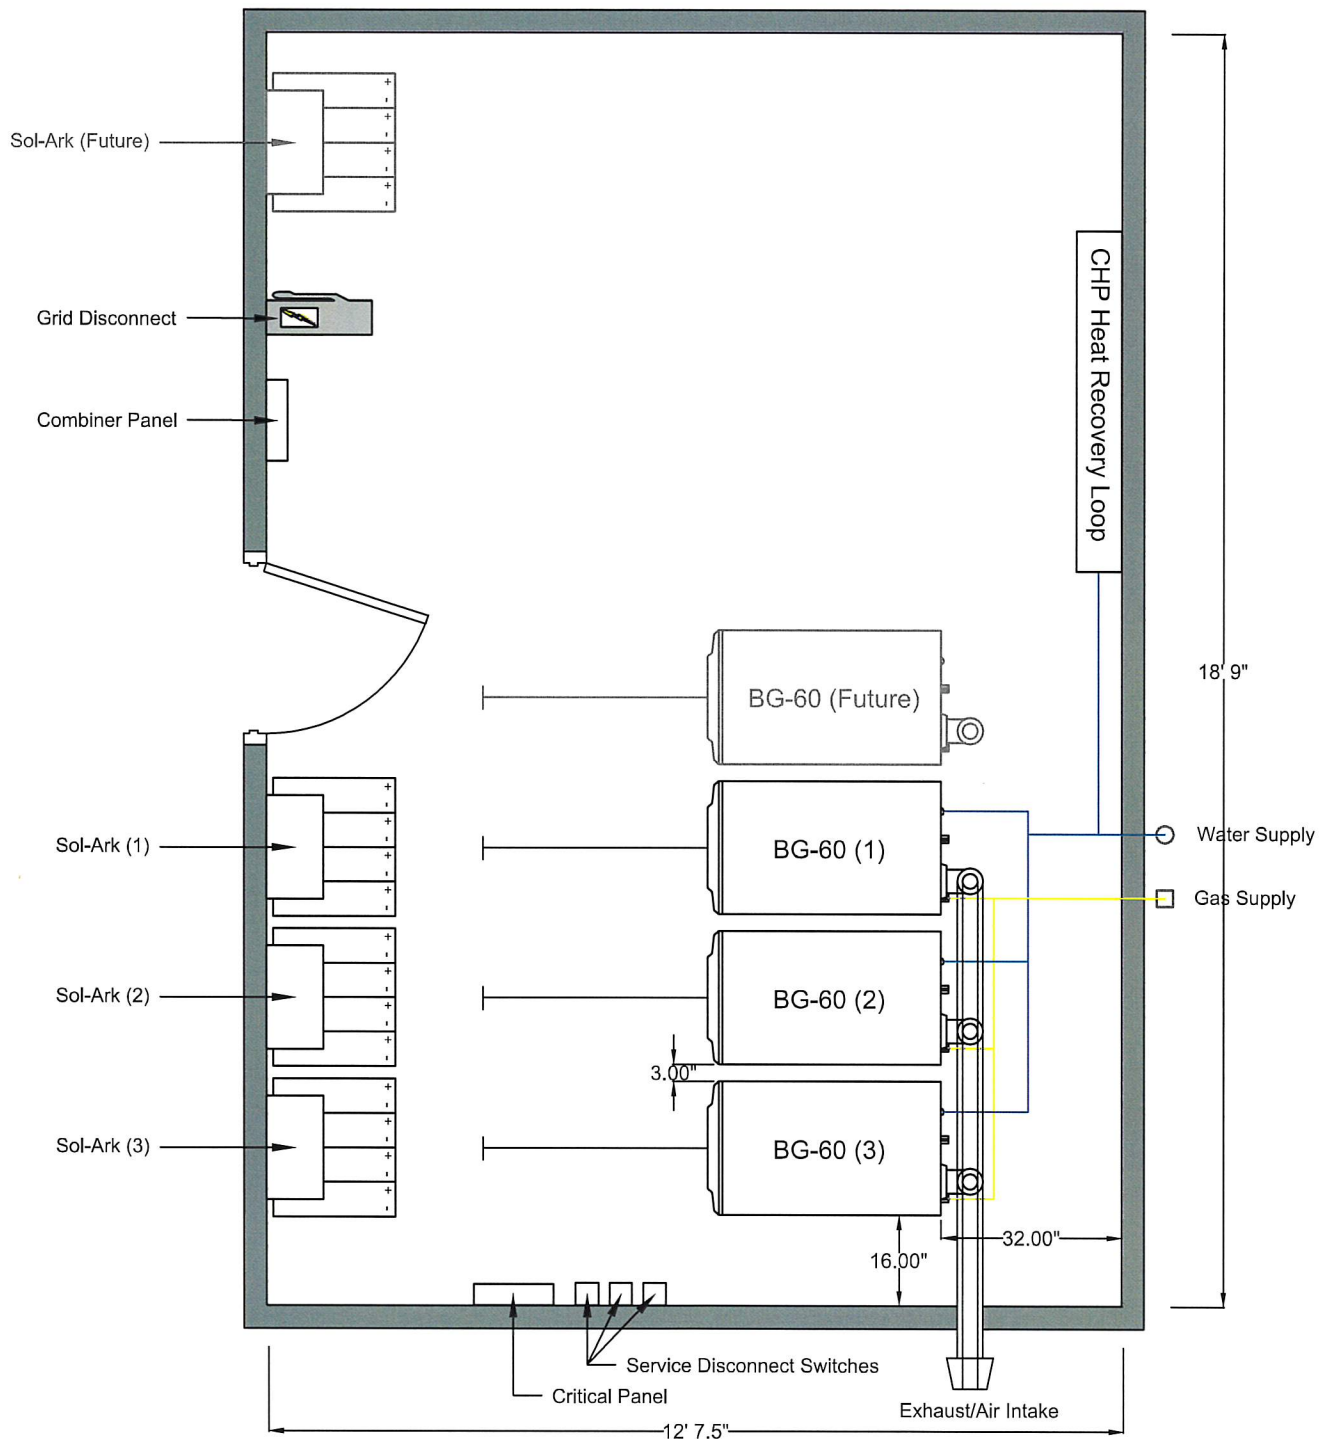 Sol-Ark (Future)
+
-
+
-
+
-
+
-
Grid Disconnect
Combiner Panel
CHP Heat Recovery Loop
18' 9"
BG-60 (Future)
Sol-Ark (1)
+
-
+
-
+
-
+
-
BG-60 (1)
Water Supply
Gas Supply
Sol-Ark (2)
+
-
+
-
+
-
+
-
BG-60 (2)
3.00"
Sol-Ark (3)
+
-
+
-
+
-
+
-
BG-60 (3)
32.00"
16.00"
Service Disconnect Switches
Critical Panel
Exhaust/Air Intake
12' 7.5"